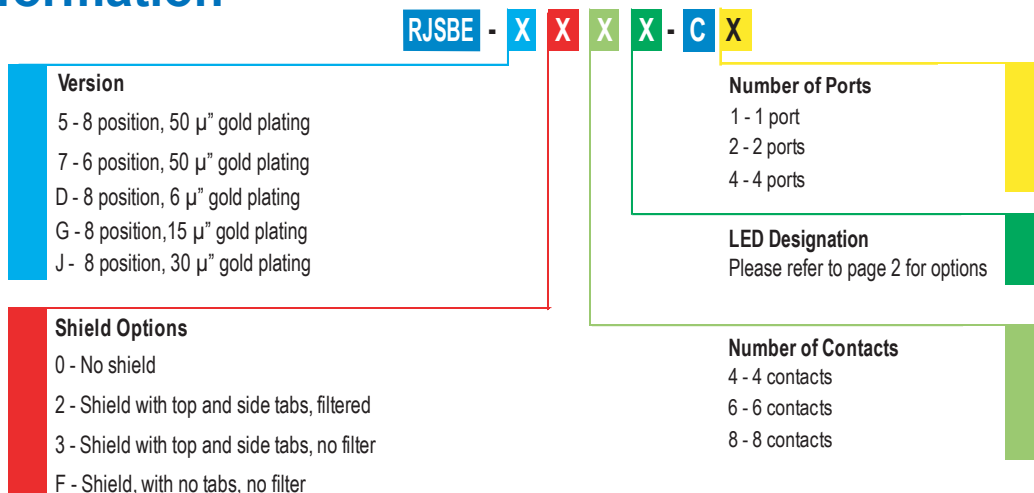 RJSBE - X X X X - C X
Version
5 - 8 position, 50 µ” gold plating
7 - 6 position, 50 µ” gold plating
D - 8 position, 6 µ” gold plating
G - 8 position,15 µ” gold plating
J - 8 position, 30 µ” gold plating
Shield Options
0 - No shield
2 - Shield with top and side tabs, filtered
3 - Shield with top and side tabs, no filter
F - Shield, with no tabs, no filter
Number of Ports
1 - 1 port
2 - 2 ports
4 - 4 ports
LED Designation
Please refer to page 2 for options
Number of Contacts
4 - 4 contacts
6 - 6 contacts
8 - 8 contacts